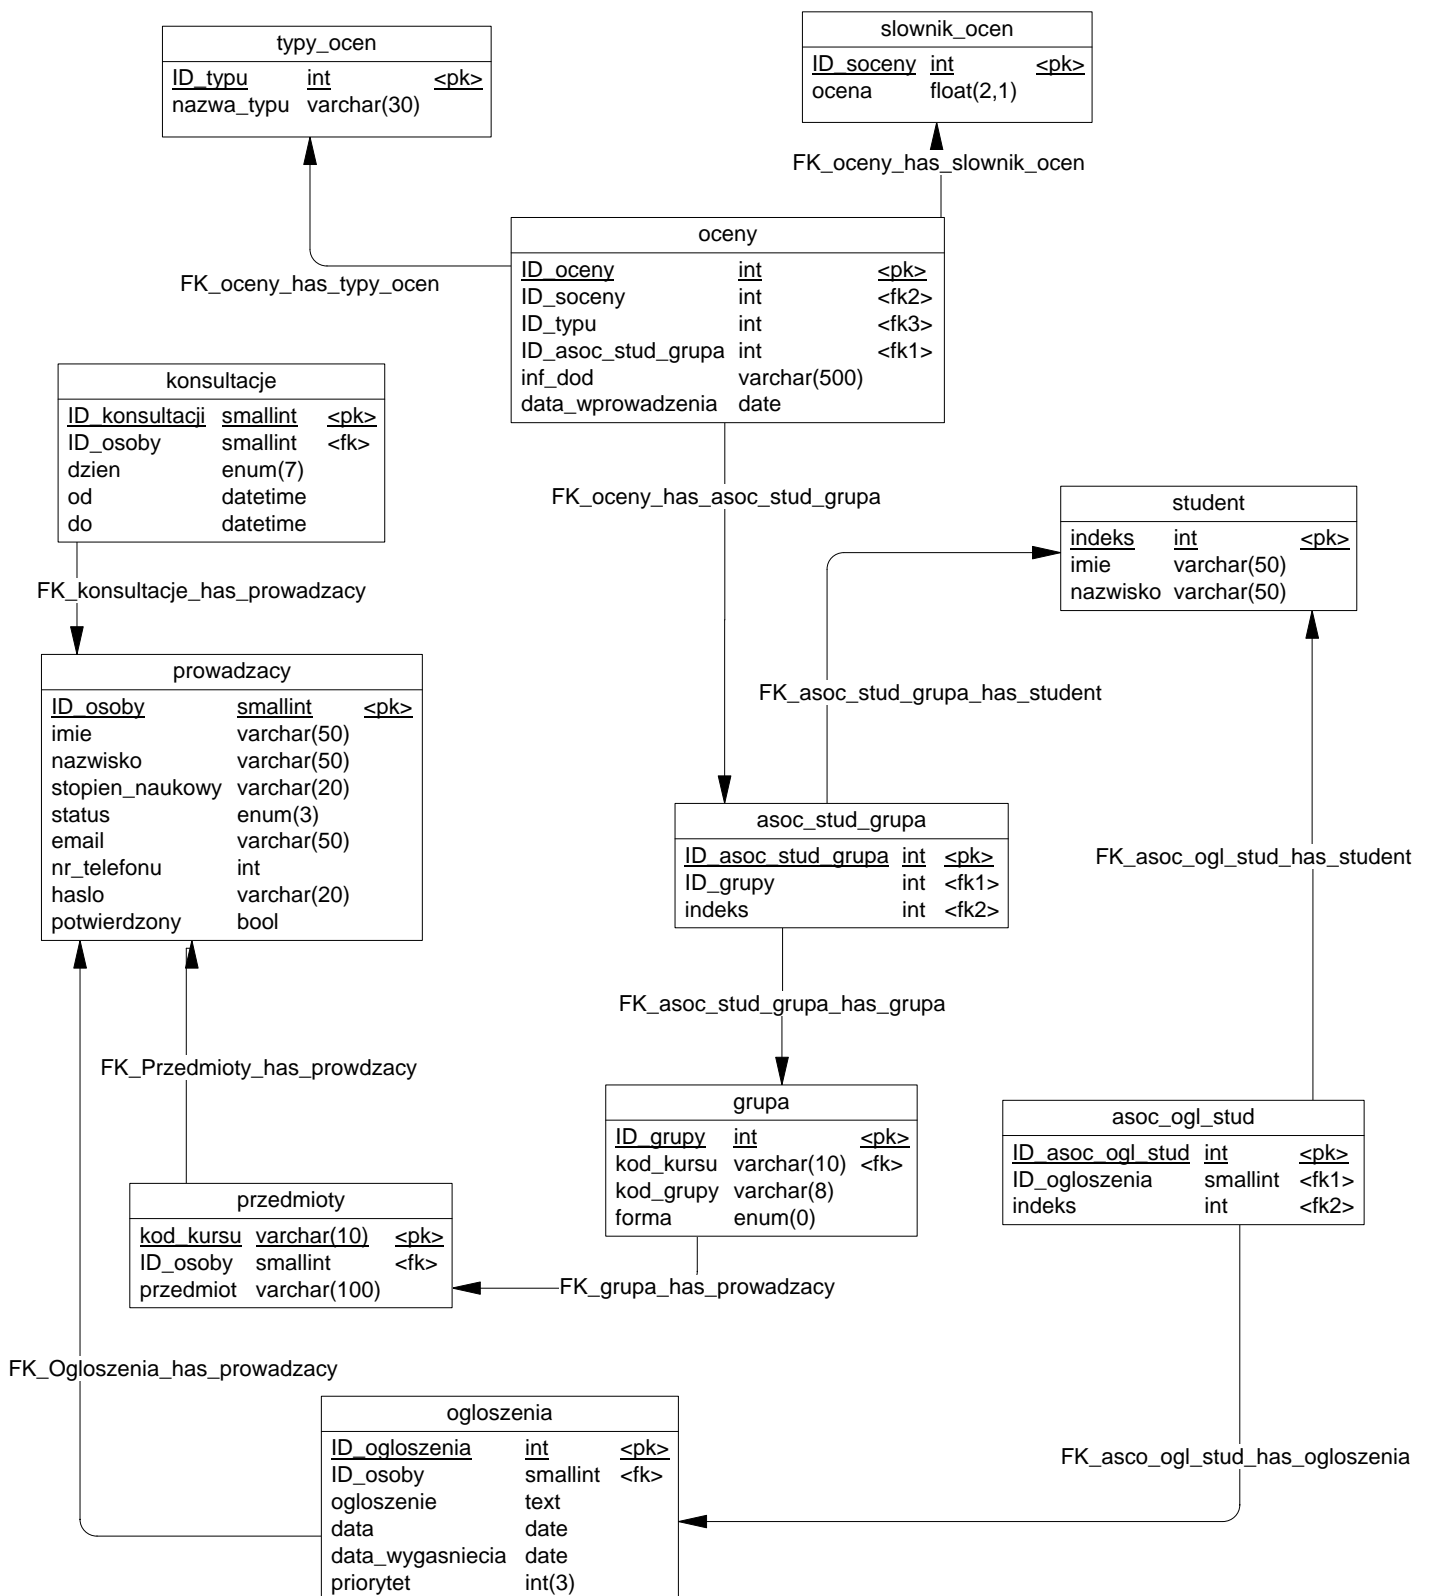 typy_ocen
ID_typu int <pk>
nazwa_typu varchar(30)
slownik_ocen
ID_soceny int <pk>
ocena float(2,1)
FK_oceny_has_slownik_ocen
FK_oceny_has_typy_ocen
oceny
ID_oceny int <pk>
ID_soceny int <fk2>
ID_typu int <fk3>
ID_asoc_stud_grupa int <fk1>
inf_dod varchar(500)
data_wprowadzenia date
konsultacje
ID_konsultacji smallint <pk>
ID_osoby smallint <fk>
dzien enum(7)
od datetime
do datetime
FK_oceny_has_asoc_stud_grupa
student
indeks int <pk>
imie varchar(50)
nazwisko varchar(50)
FK_konsultacje_has_prowadzacy
prowadzacy
ID_osoby smallint <pk>
imie varchar(50)
nazwisko varchar(50)
stopien_naukowy varchar(20)
status enum(3)
email varchar(50)
nr_telefonu int
haslo varchar(20)
potwierdzony bool
FK_asoc_stud_grupa_has_student
asoc_stud_grupa
ID_asoc_stud_grupa int <pk>
ID_grupy int <fk1>
indeks int <fk2>
FK_asoc_ogl_stud_has_student
FK_asoc_stud_grupa_has_grupa
FK_Przedmioty_has_prowdzacy
grupa
ID_grupy int <pk>
kod_kursu varchar(10) <fk>
kod_grupy varchar(8)
forma enum(0)
asoc_ogl_stud
ID_asoc_ogl_stud int <pk>
ID_ogloszenia smallint <fk1>
indeks int <fk2>
przedmioty
kod_kursu varchar(10) <pk>
ID_osoby smallint <fk>
przedmiot varchar(100)
FK_grupa_has_prowadzacy
FK_Ogloszenia_has_prowadzacy
ogloszenia
ID_ogloszenia int <pk>
ID_osoby smallint <fk>
ogloszenie text
data date
data_wygasniecia date
priorytet int(3)
FK_asco_ogl_stud_has_ogloszenia